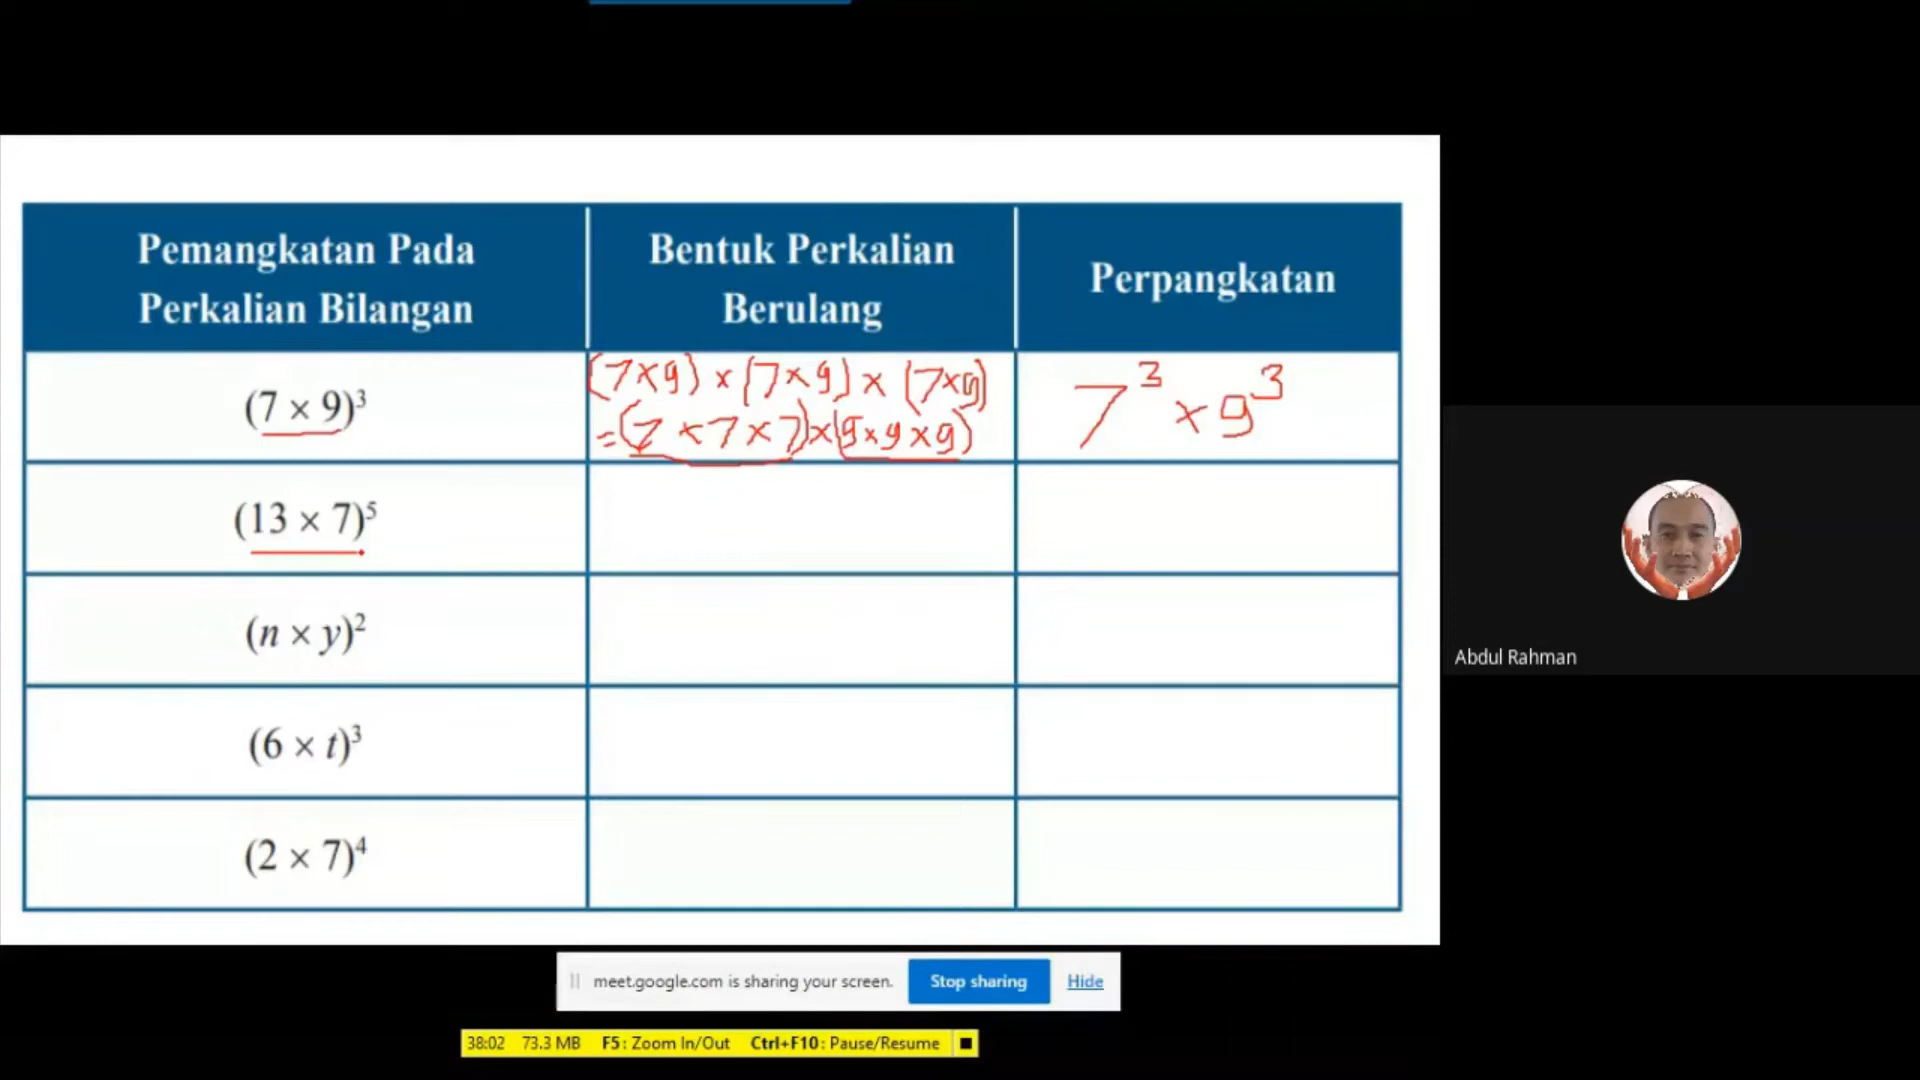 Pemangkatan Pada
Perkalian Bilangan
Bentuk Perkalian
Berulang
Perpangkatan
(7 × 9)³
(7×9) × (7×9) × (7×9)
= (7 × 7 × 7) × (9 × 9 × 9)
7³ × 9³
(13 × 7)⁵
(n × y)²
(6 × t)³
(2 × 7)⁴
Abdul Rahman
meet.google.com is sharing your screen.
Stop sharing
Hide
38:02 73.3 MB F5: Zoom In/Out Ctrl+F10: Pause/Resume